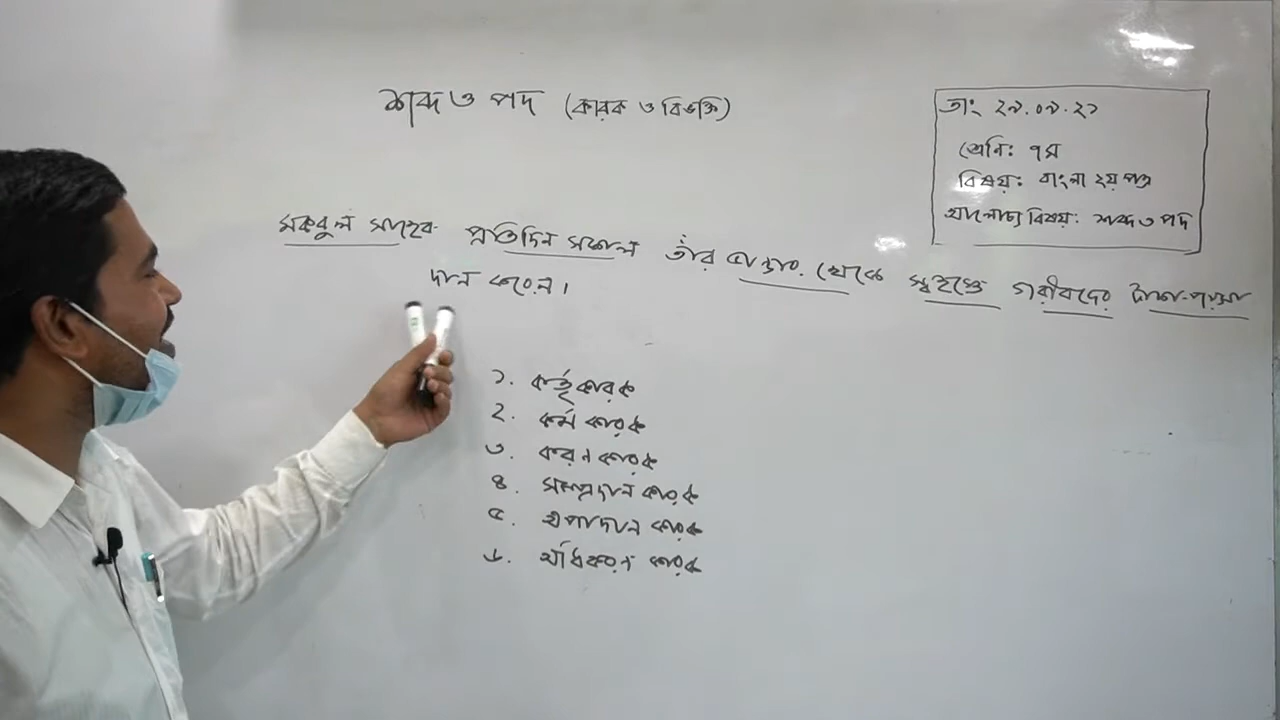 শব্দ ও পদ (কারক ও বিভক্তি)
তাং ২৯.০৯.২১
শ্রেণি: ৭ম
বিষয়: বাংলা ২য় পত্র
আলোচ্য বিষয়: শব্দ ও পদ
মকবুল সাহেব প্রতিদিন সকালে তাঁর ভান্ডার থেকে স্বহস্তে গরীবদের টাকা-পয়সা
দান করেন।
১. কর্তৃকারক
২. কর্ম কারক
৩. করণ কারক
৪. সম্প্রদান কারক
৫. অপাদান কারক
৬. অধিকরণ কারক